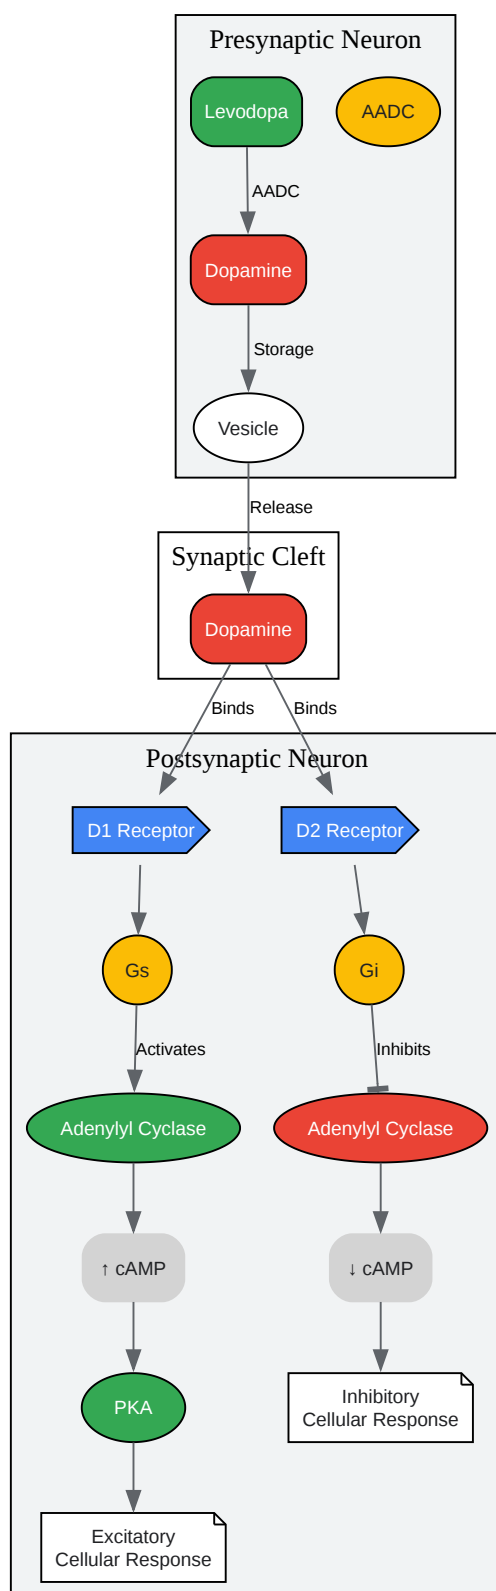 Presynaptic Neuron
Levodopa
AADC
AADC
Dopamine
Storage
Vesicle
Release
Synaptic Cleft
Dopamine
Binds
Binds
Postsynaptic Neuron
D1 Receptor
D2 Receptor
Gs
Gi
Activates
Inhibits
Adenylyl Cyclase
Adenylyl Cyclase
↑ cAMP
↓ cAMP
PKA
Inhibitory
Cellular Response
Excitatory
Cellular Response